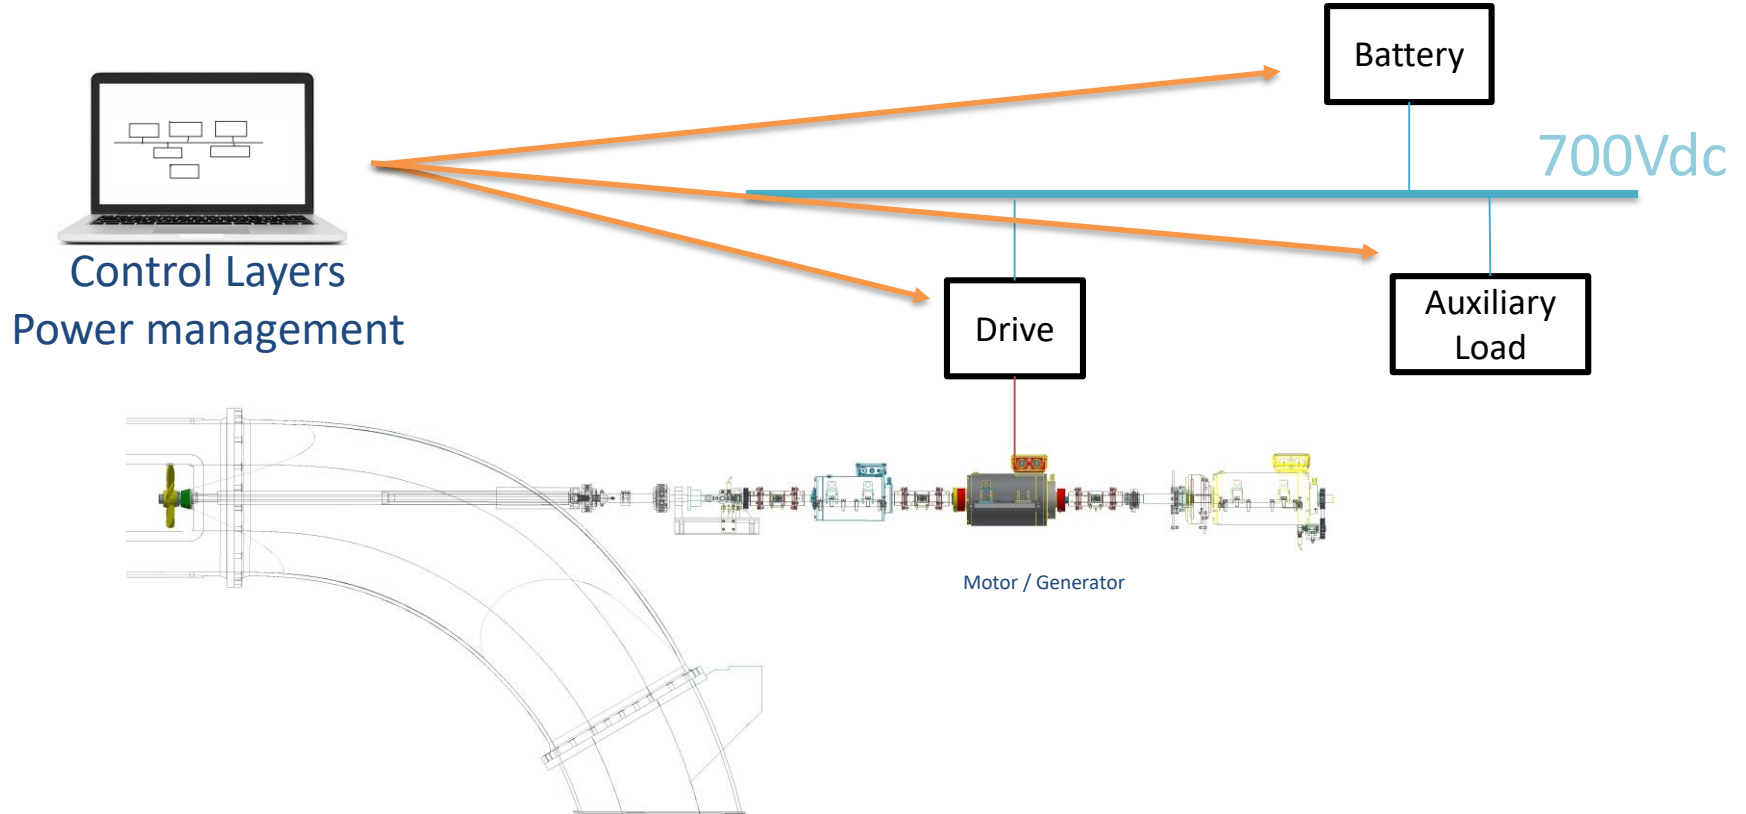 Battery
700Vdc
Control Layers
Power management
Drive
Auxiliary
Load
Motor / Generator